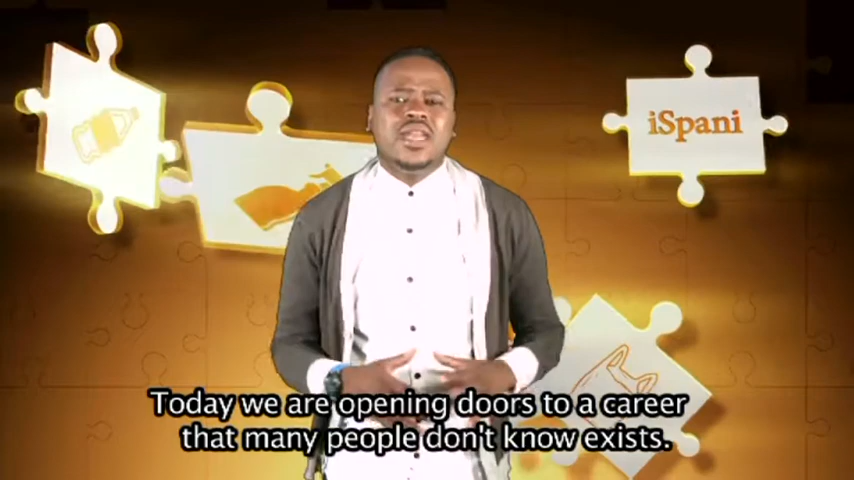 iSpani
Today we are opening doors to a career
that many people don't know exists.